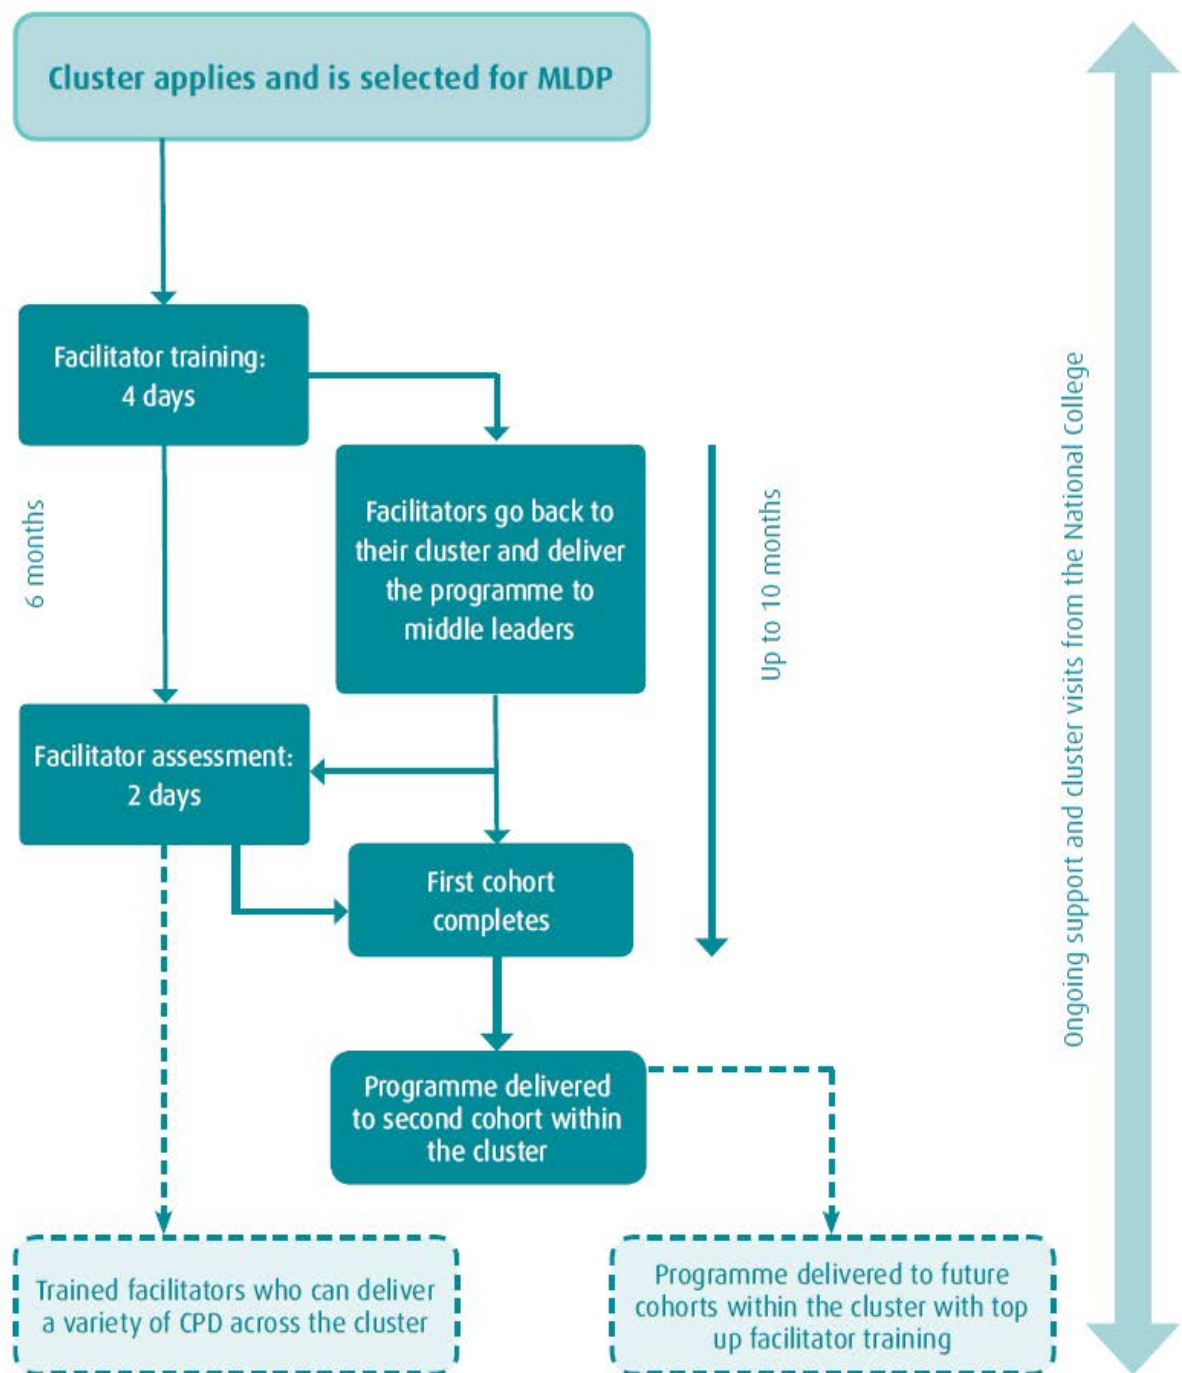 Cluster applies and is selected for MLDP
Facilitator training:
4 days
6 months
Facilitators go back to
their cluster and deliver
the programme to
middle leaders
Up to 10 months
Ongoing support and cluster visits from the National College
Facilitator assessment:
2 days
First cohort
completes
Programme delivered
to second cohort within
the cluster
Trained facilitators who can deliver
a variety of CPD across the cluster
Programme delivered to future
cohorts within the cluster with top
up facilitator training